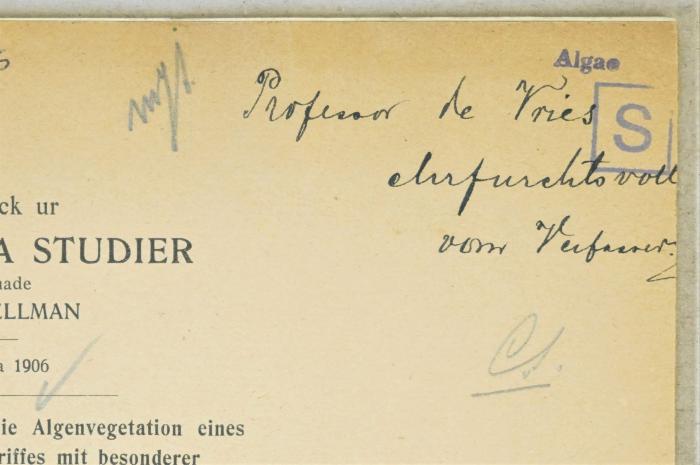 Algae
S
Professor de Vries
ehrfurchtsvoll
vom Verfasser.
ck ur
A STUDIER
nade
ELLMAN
a 1906
ie Algenvegetation eines
riffes mit besonderer